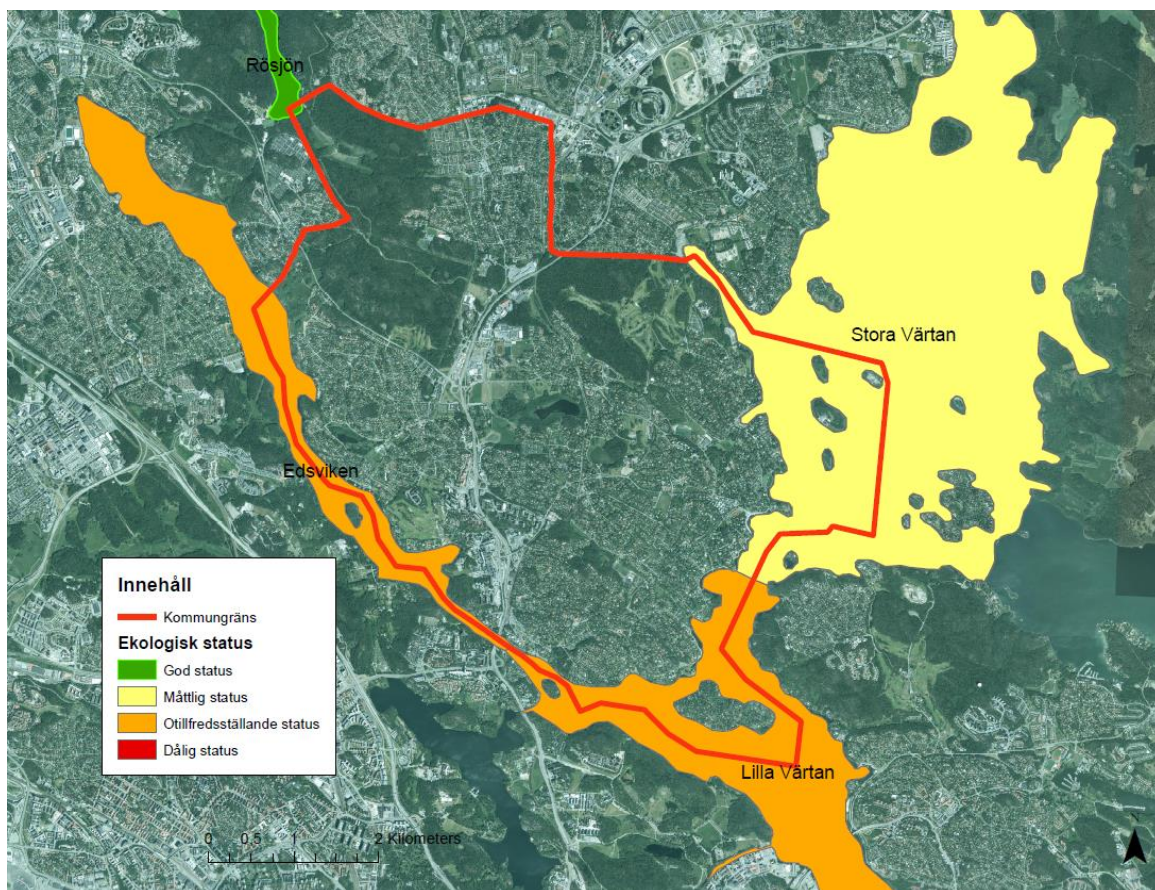 Rösjön
Stora Värtan
Edsviken
Innehåll
Kommungräns
Ekologisk status
God status
Måttlig status
Otillfredsställande status
Dålig status
Lilla Värtan
0 0.5 1 2 Kilometers
N